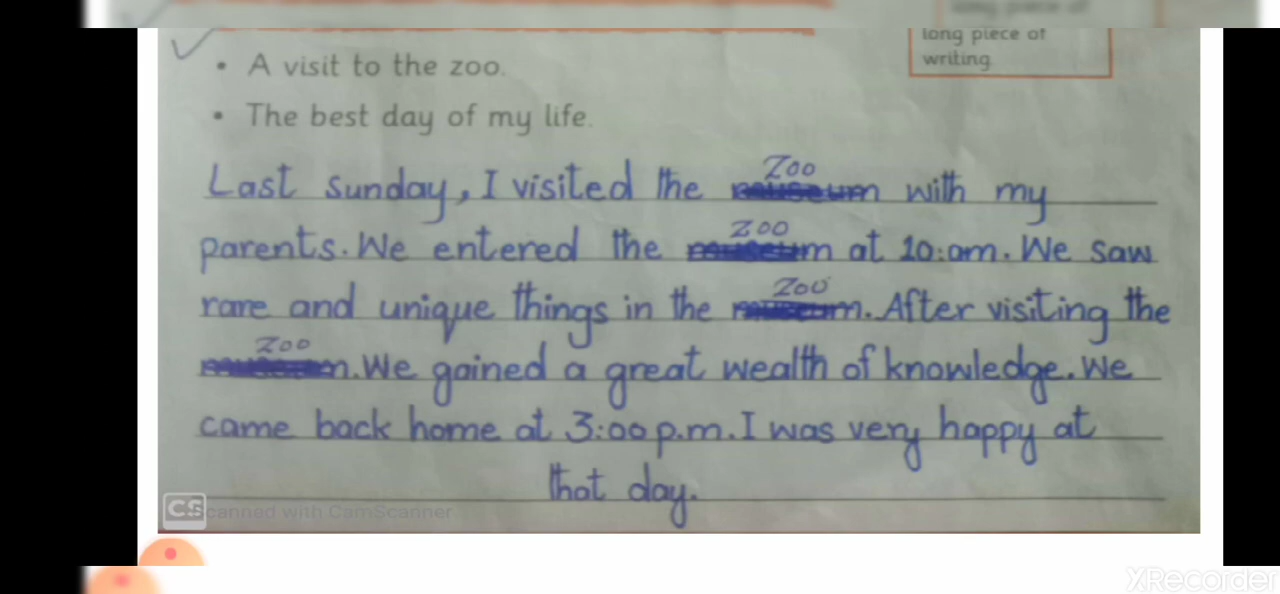 long piece of
writing
• A visit to the zoo.
• The best day of my life.
Last Sunday, I visited the Zoo with my
parents. We entered the zoo at 10:am. We saw
rare and unique things in the Zoo. After visiting the
Zoo. We gained a great wealth of knowledge. We
came back home at 3:00 p.m. I was very happy at
that day.
CS Scanned with CamScanner
XRecorder